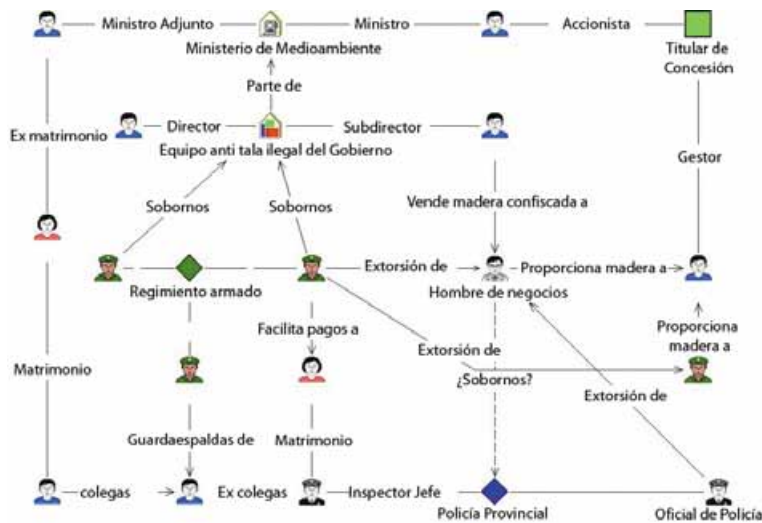 Ministro Adjunto
Ministro
Accionista
Ministerio de Medioambiente
Titular de
Concesión
Parte de
Ex matrimonio
Director
Subdirector
Equipo anti tala ilegal del Gobierno
Gestor
Sobornos
Sobornos
Vende madera confiscada a
Extorsión de
Proporciona madera a
Regimiento armado
Hombre de negocios
Facilita pagos a
Proporciona
madera a
Extorsión de
Matrimonio
¿Sobornos?
Extorsión de
Guardaespaldas de
Matrimonio
colegas
Ex colegas
Inspector Jefe
Policía Provincial
Oficial de Policía